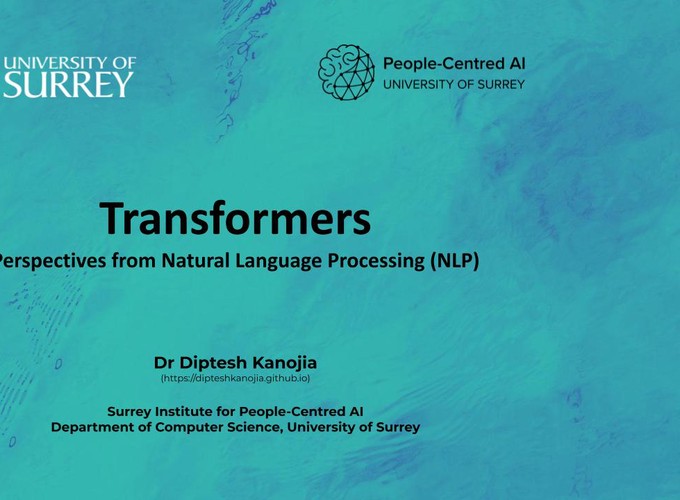 UNIVERSITY OF
SURREY
People-Centred AI
UNIVERSITY OF SURREY
Transformers
Perspectives from Natural Language Processing (NLP)
Dr Diptesh Kanojia
(https://dipteshkanojia.github.io)
Surrey Institute for People-Centred AI
Department of Computer Science, University of Surrey